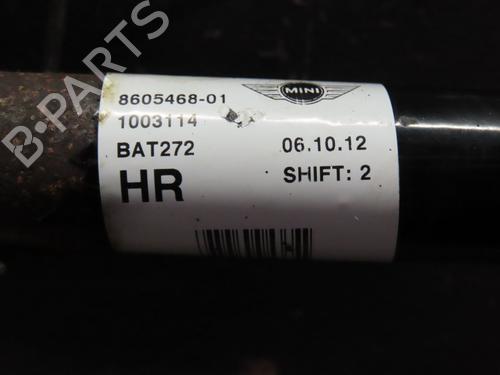 8605468-01
MINI
1003114
BAT272 06.10.12
HR SHIFT: 2
B-PARTS